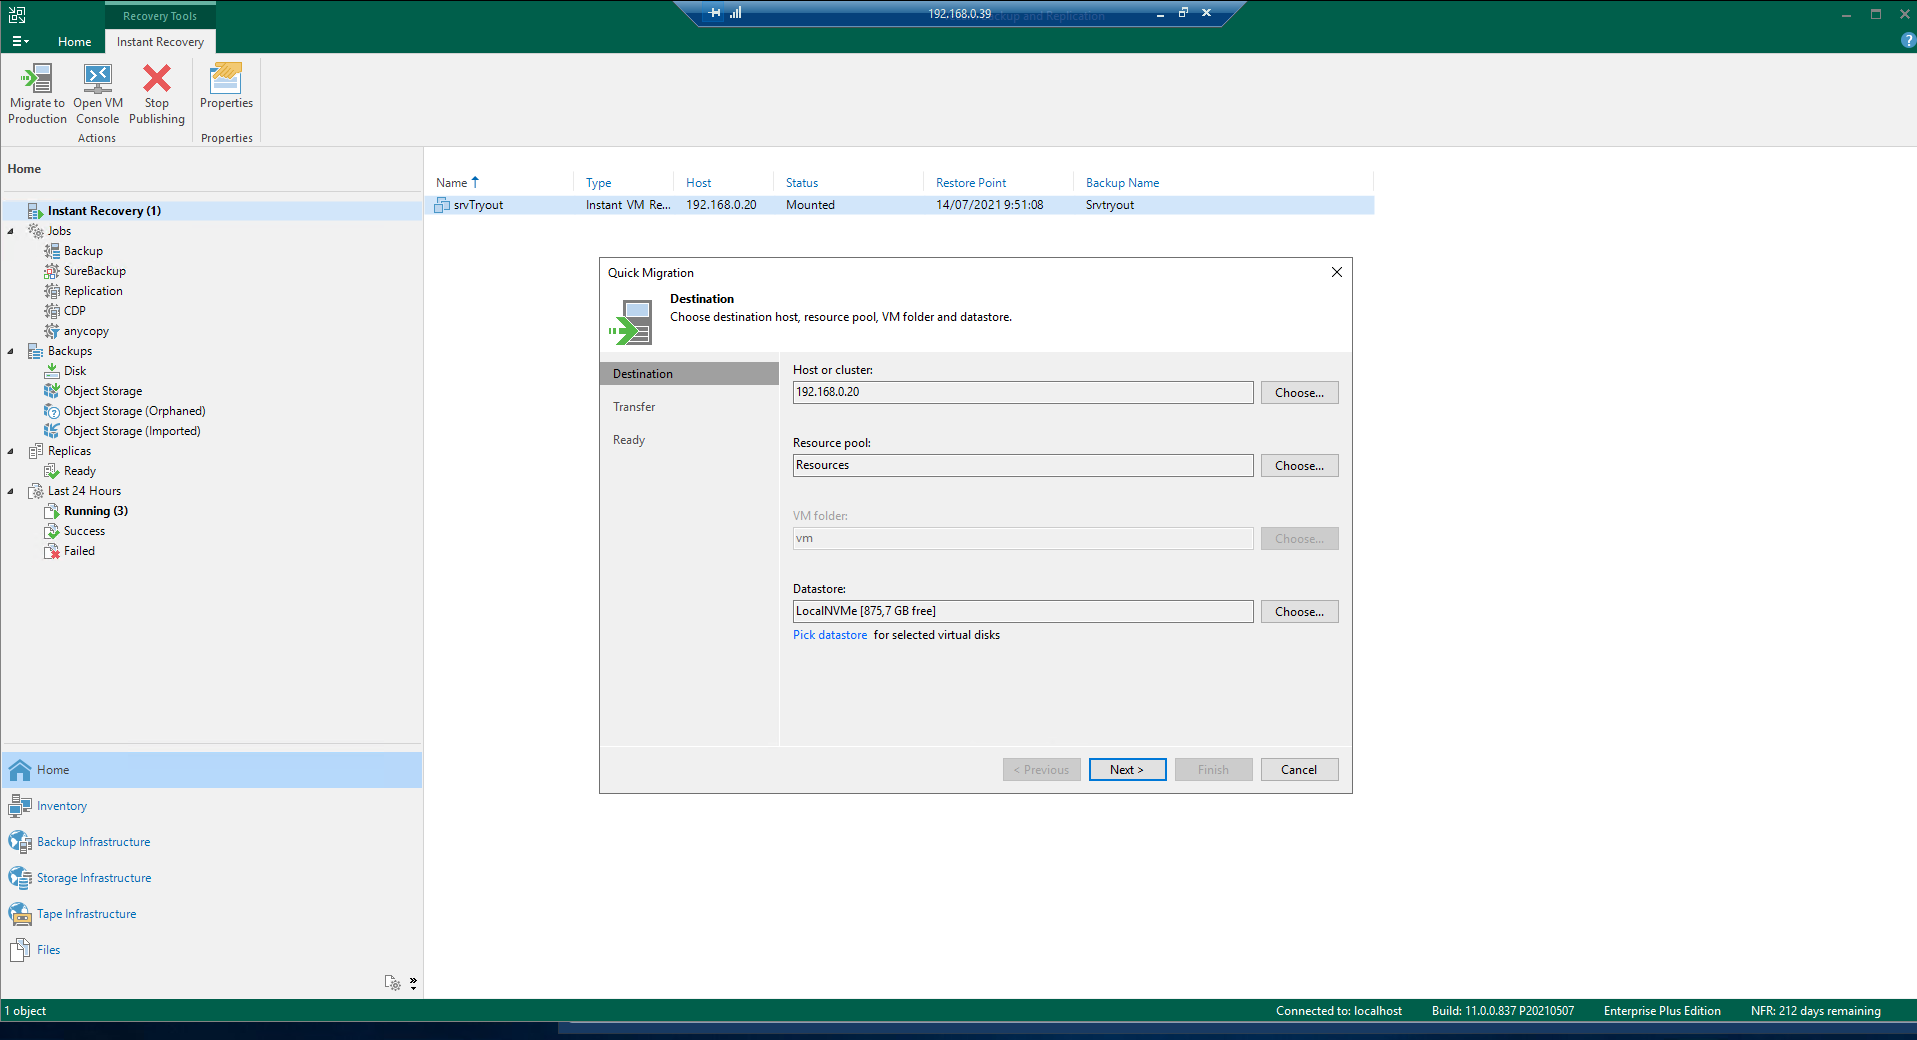 Recovery Tools
192.168.0.39
ckup and Replication
Home
Instant Recovery
Migrate to Production
Open VM Console
Stop Publishing
Properties
Actions
Properties
Home
Instant Recovery (1)
Jobs
Backup
SureBackup
Replication
CDP
anycopy
Backups
Disk
Object Storage
Object Storage (Orphaned)
Object Storage (Imported)
Replicas
Ready
Last 24 Hours
Running (3)
Success
Failed
Home
Inventory
Backup Infrastructure
Storage Infrastructure
Tape Infrastructure
Files
Name Type Host Status Restore Point Backup Name
srvTryout Instant VM Re... 192.168.0.20 Mounted 14/07/2021 9:51:08 Srvtryout
Quick Migration
Destination
Choose destination host, resource pool, VM folder and datastore.
Destination
Transfer
Ready
Host or cluster:
192.168.0.20 Choose...
Resource pool:
Resources Choose...
VM folder:
vm Choose...
Datastore:
LocalNVMe [875,7 GB free] Choose...
Pick datastore for selected virtual disks
< Previous Next > Finish Cancel
1 object
Connected to: localhost Build: 11.0.0.837 P20210507 Enterprise Plus Edition NFR: 212 days remaining